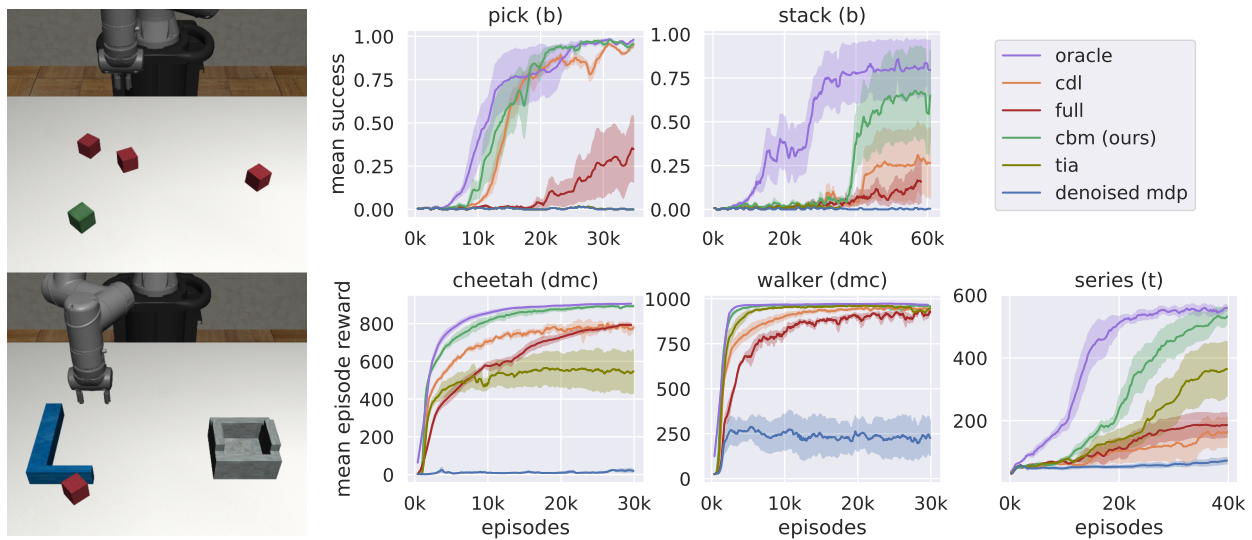 pick (b)
mean success
1.00
0.75
0.50
0.25
0.00
0k 10k 20k 30k
stack (b)
1.00
0.75
0.50
0.25
0.00
0k 20k 40k 60k
oracle
cdl
full
cbm (ours)
tia
denoised mdp
cheetah (dmc)
mean episode reward
800
600
400
200
0
0k 10k 20k 30k
episodes
walker (dmc)
1000
750
500
250
0
0k 10k 20k 30k
episodes
series (t)
600
400
200
0k 20k 40k
episodes